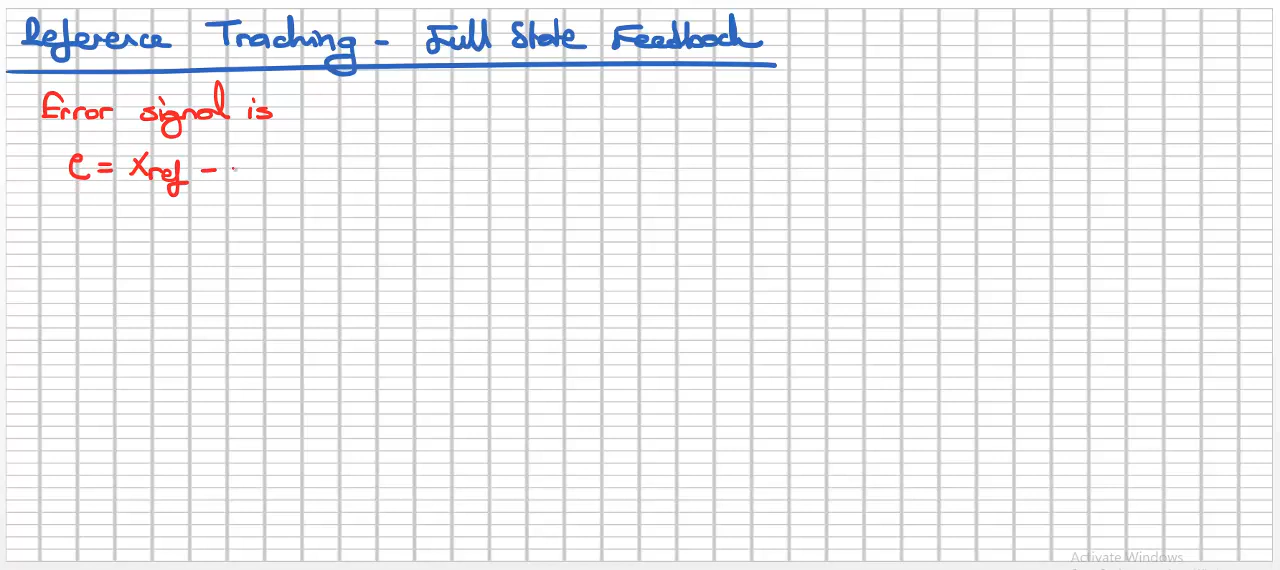 Reference Tracking - Full State Feedback
Error signal is
e = xref -
Activate Windows